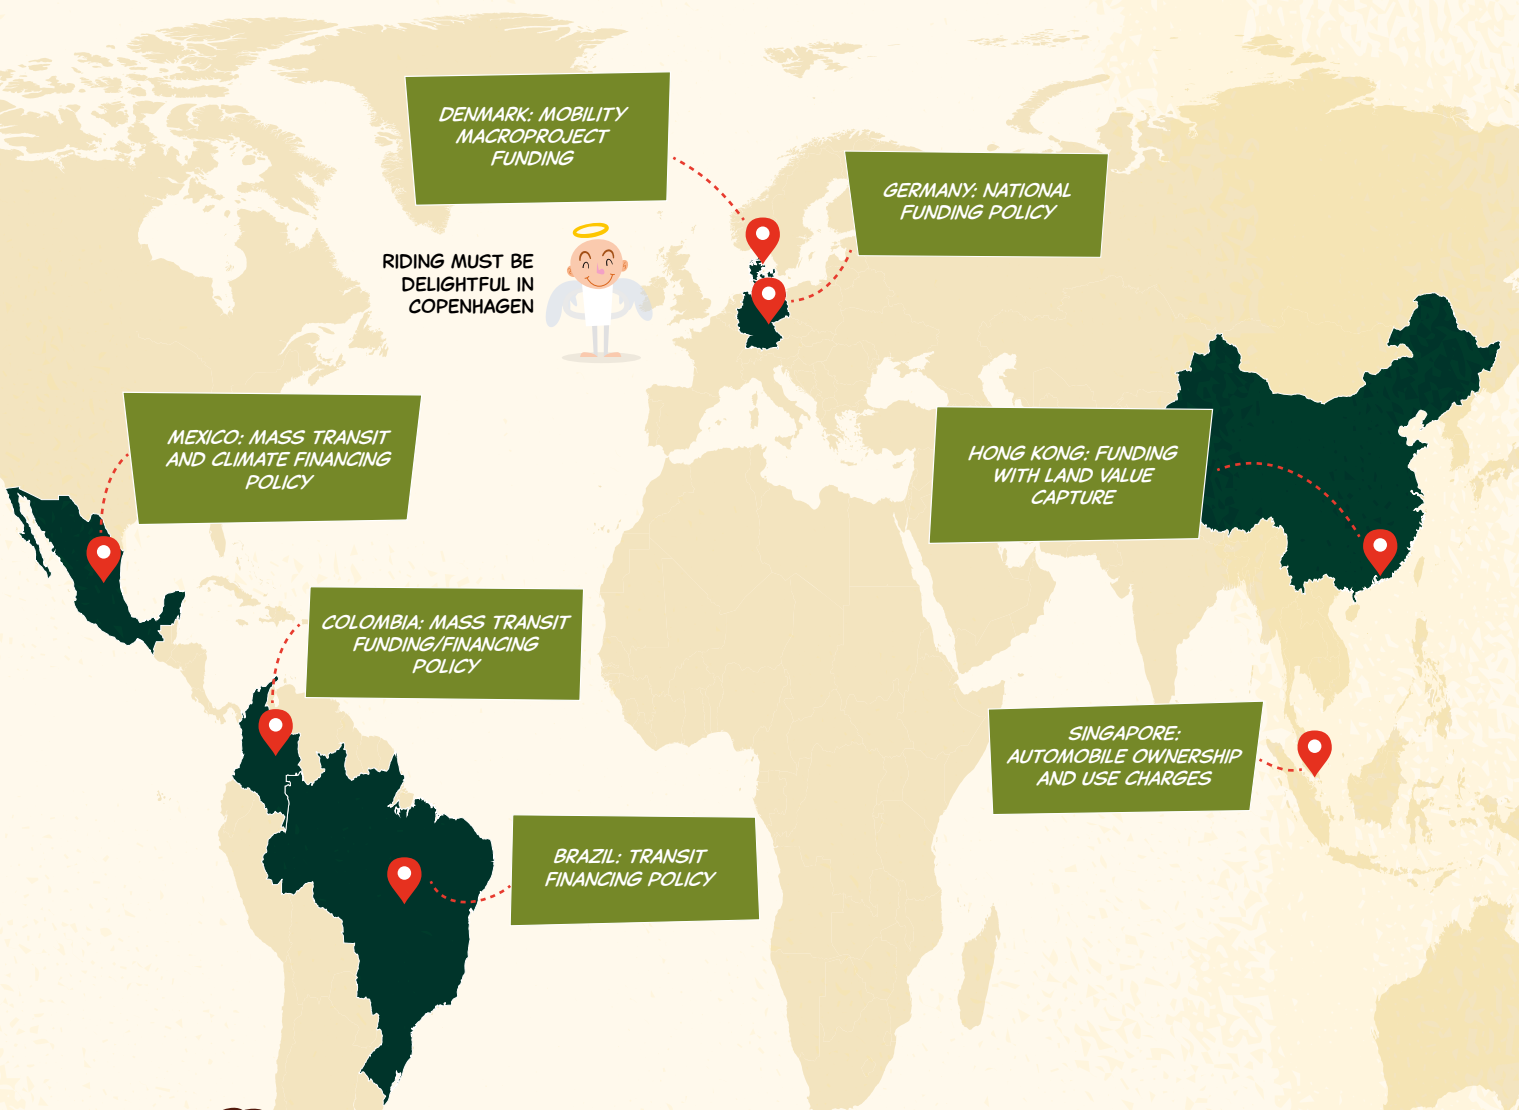 DENMARK: MOBILITY
MACROPROJECT
FUNDING
GERMANY: NATIONAL
FUNDING POLICY
RIDING MUST BE
DELIGHTFUL IN
COPENHAGEN
MEXICO: MASS TRANSIT
AND CLIMATE FINANCING
POLICY
HONG KONG: FUNDING
WITH LAND VALUE
CAPTURE
COLOMBIA: MASS TRANSIT
FUNDING/FINANCING
POLICY
SINGAPORE:
AUTOMOBILE OWNERSHIP
AND USE CHARGES
BRAZIL: TRANSIT
FINANCING POLICY